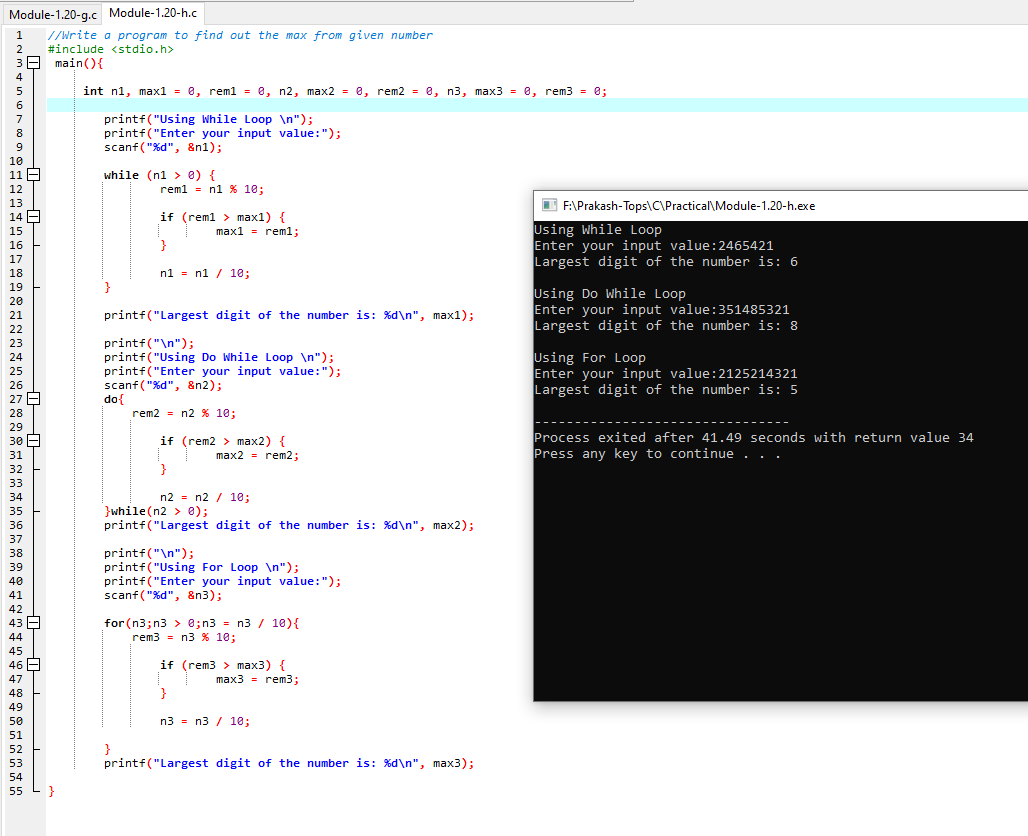 Module-1.20-g.c Module-1.20-h.c
1 //Write a program to find out the max from given number
2 #include <stdio.h>
3 main(){
4
5 int n1, max1 = 0, rem1 = 0, n2, max2 = 0, rem2 = 0, n3, max3 = 0, rem3 = 0;
6
7 printf("Using While Loop \n");
8 printf("Enter your input value:");
9 scanf("%d", &n1);
10
11 while (n1 > 0) {
12 rem1 = n1 % 10;
13
14 if (rem1 > max1) {
15 max1 = rem1;
16 }
17
18 n1 = n1 / 10;
19 }
20
21 printf("Largest digit of the number is: %d\n", max1);
22
23 printf("\n");
24 printf("Using Do While Loop \n");
25 printf("Enter your input value:");
26 scanf("%d", &n2);
27 do{
28 rem2 = n2 % 10;
29
30 if (rem2 > max2) {
31 max2 = rem2;
32 }
33
34 n2 = n2 / 10;
35 }while(n2 > 0);
36 printf("Largest digit of the number is: %d\n", max2);
37
38 printf("\n");
39 printf("Using For Loop \n");
40 printf("Enter your input value:");
41 scanf("%d", &n3);
42
43 for(n3;n3 > 0;n3 = n3 / 10){
44 rem3 = n3 % 10;
45
46 if (rem3 > max3) {
47 max3 = rem3;
48 }
49
50 n3 = n3 / 10;
51
52 }
53 printf("Largest digit of the number is: %d\n", max3);
54
55 }
F:\Prakash-Tops\C\Practical\Module-1.20-h.exe
Using While Loop
Enter your input value:2465421
Largest digit of the number is: 6
Using Do While Loop
Enter your input value:351485321
Largest digit of the number is: 8
Using For Loop
Enter your input value:2125214321
Largest digit of the number is: 5
--------------------------------
Process exited after 41.49 seconds with return value 34
Press any key to continue . . .